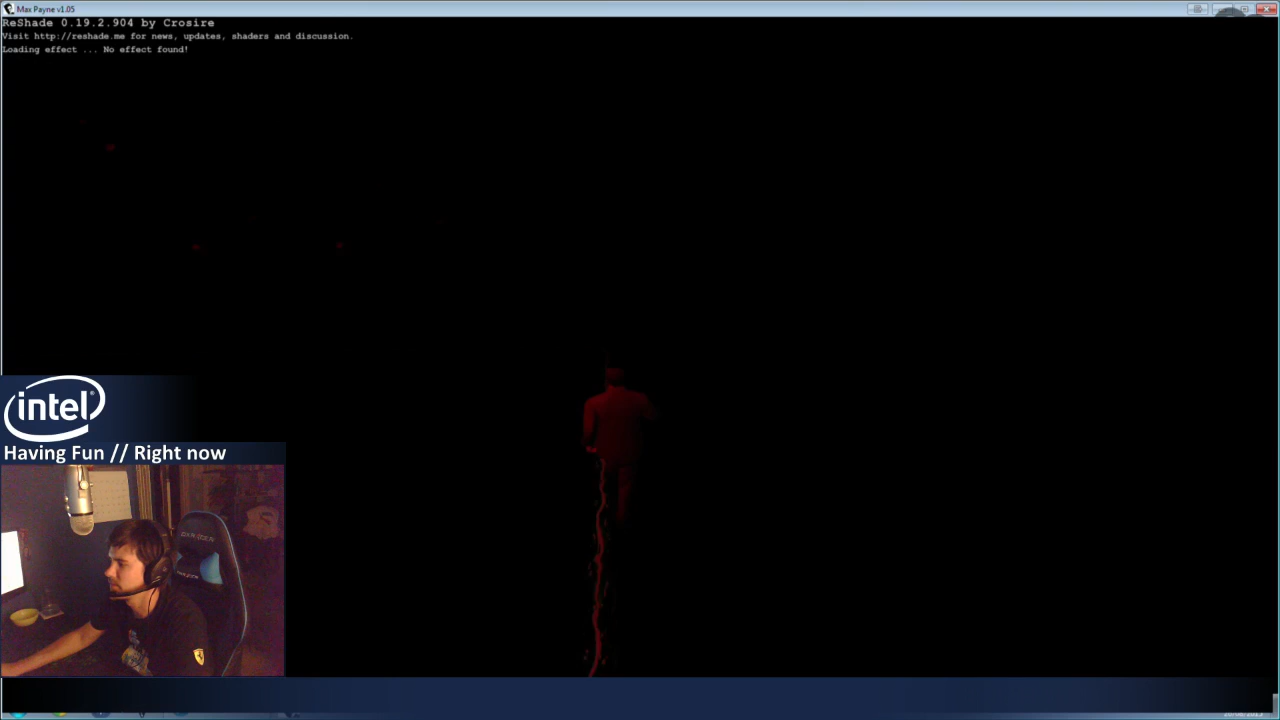 Max Payne v1.05
ReShade 0.19.2.904 by Crosire
Visit http://reshade.me for news, updates, shaders and discussion.
Loading effect ... No effect found!
intel
Having Fun // Right now